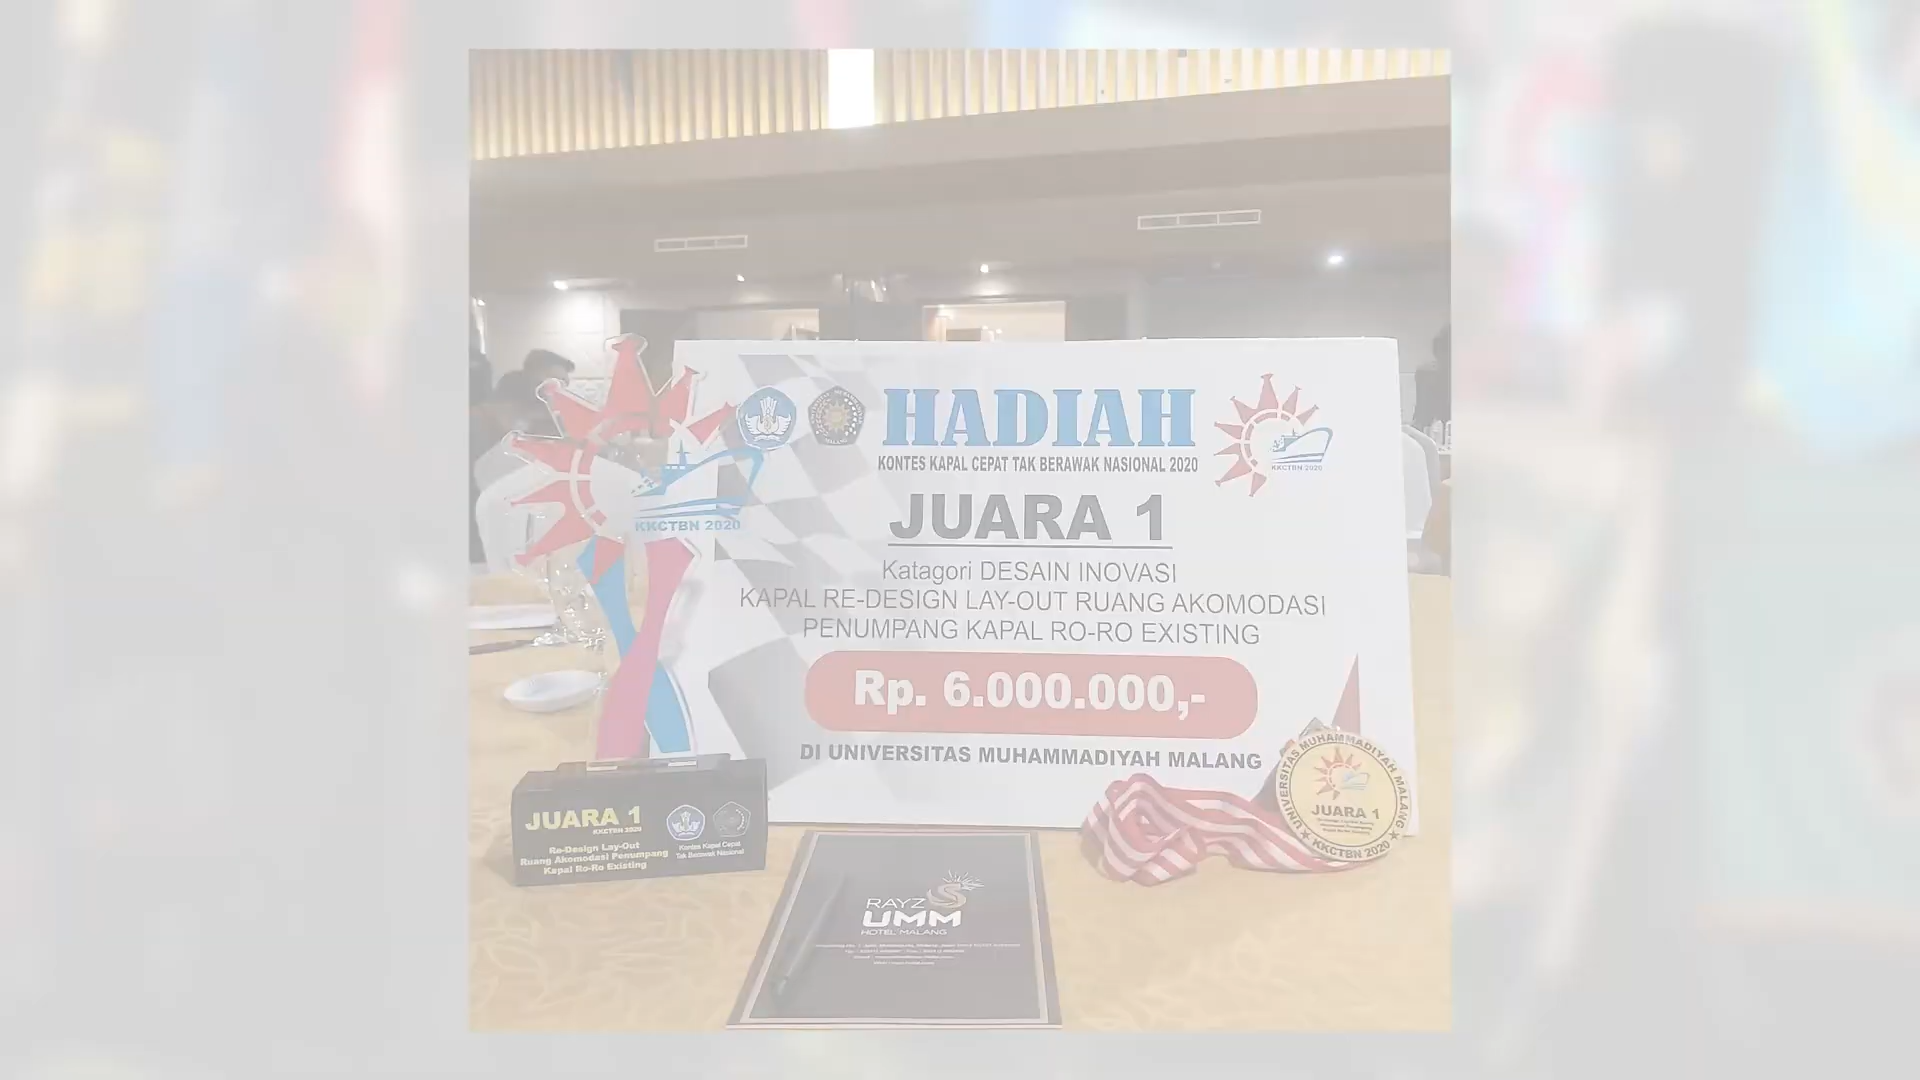 HADIAH
KONTES KAPAL CEPAT TAK BERAWAK NASIONAL 2020
JUARA 1
Katagori DESAIN INOVASI
KAPAL RE-DESIGN LAY-OUT RUANG AKOMODASI
PENUMPANG KAPAL RO-RO EXISTING
Rp. 6.000.000,-
DI UNIVERSITAS MUHAMMADIYAH MALANG
KKCTBN 2020
KKCTBN 2020
JUARA 1
KKCTBN 2020
Re-Design Lay-Out
Ruang Akomodasi Penumpang
Kapal Ro-Ro Existing
Kontes Kapal Cepat
Tak Berawak Nasional
UNIVERSITAS MUHAMMADIYAH MALANG
JUARA 1
KKCTBN 2020
RAYZ
UMM
HOTEL MALANG